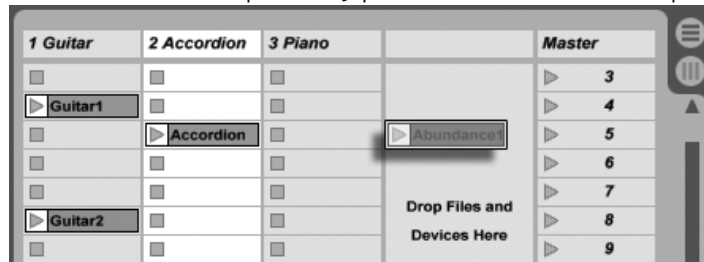 1 Guitar 2 Accordion 3 Piano Master
3
Guitar1 4
Accordion Abundance1 5
6
7
Guitar2 8
Drop Files and
Devices Here
9